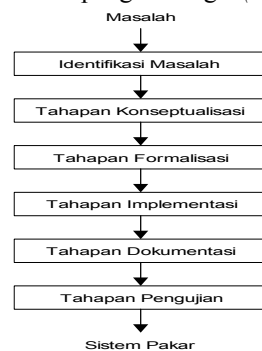 Masalah
Identifikasi Masalah
Tahapan Konseptualisasi
Tahapan Formalisasi
Tahapan Implementasi
Tahapan Dokumentasi
Tahapan Pengujian
Sistem Pakar